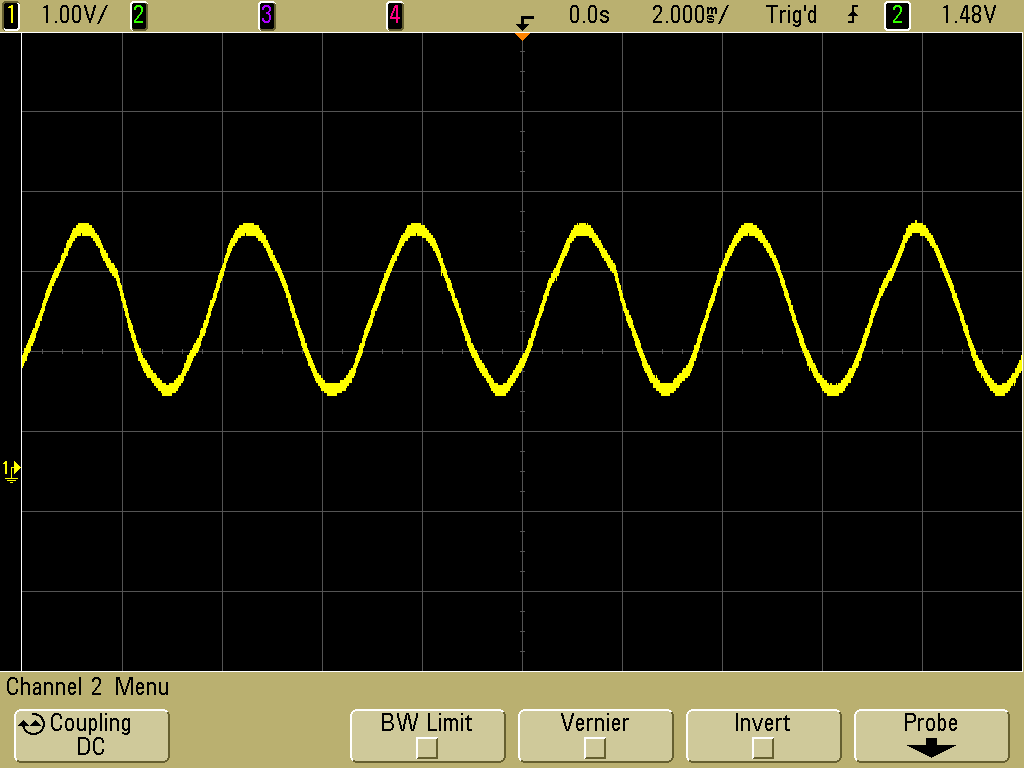 1 1.00V/ 2 3 4 0.0s 2.000ms/ Trig'd 2 1.48V
1
Channel 2 Menu
Coupling BW Limit Vernier Invert Probe
DC